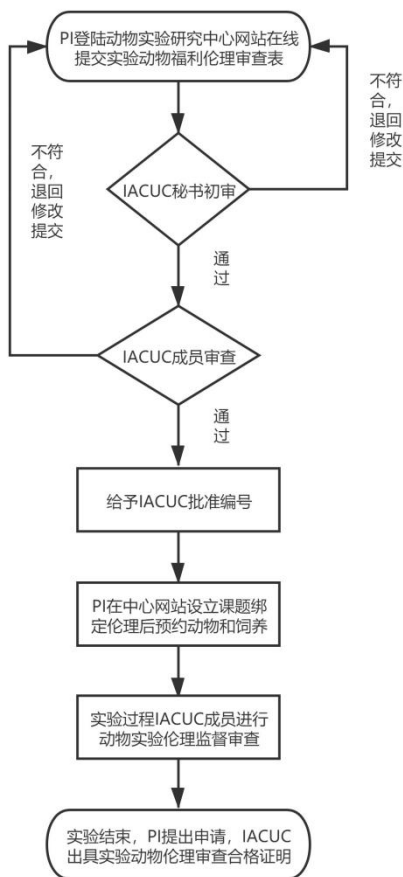 PI登陆动物实验研究中心网站在线
提交实验动物福利伦理审查表
不符
合，
退回
修改
提交
不符
合，
退回
修改
提交
IACUC秘书初审
通
过
IACUC成员审查
通
过
给予IACUC批准编号
PI在中心网站设立课题绑
定伦理后预约动物和饲养
实验过程IACUC成员进行
动物实验伦理监督审查
实验结束，PI提出申请，IACUC
出具实验动物伦理审查合格证明